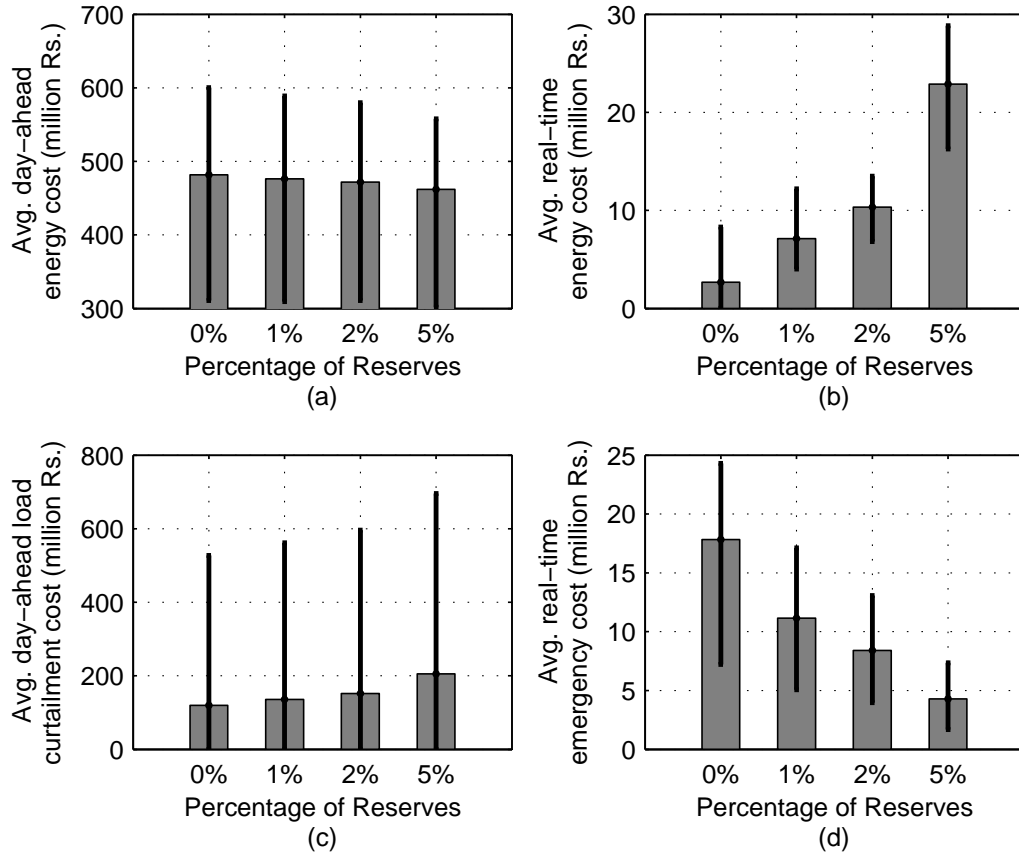 Avg. day−ahead
energy cost (million Rs.)
700
600
500
400
300
0%
1%
2%
5%
Percentage of Reserves
(a)
Avg. real−time
energy cost (million Rs.)
30
20
10
0
0%
1%
2%
5%
Percentage of Reserves
(b)
Avg. day−ahead load
curtailment cost (million Rs.)
800
600
400
200
0
0%
1%
2%
5%
Percentage of Reserves
(c)
Avg. real−time
emergency cost (million Rs.)
25
20
15
10
5
0
0%
1%
2%
5%
Percentage of Reserves
(d)